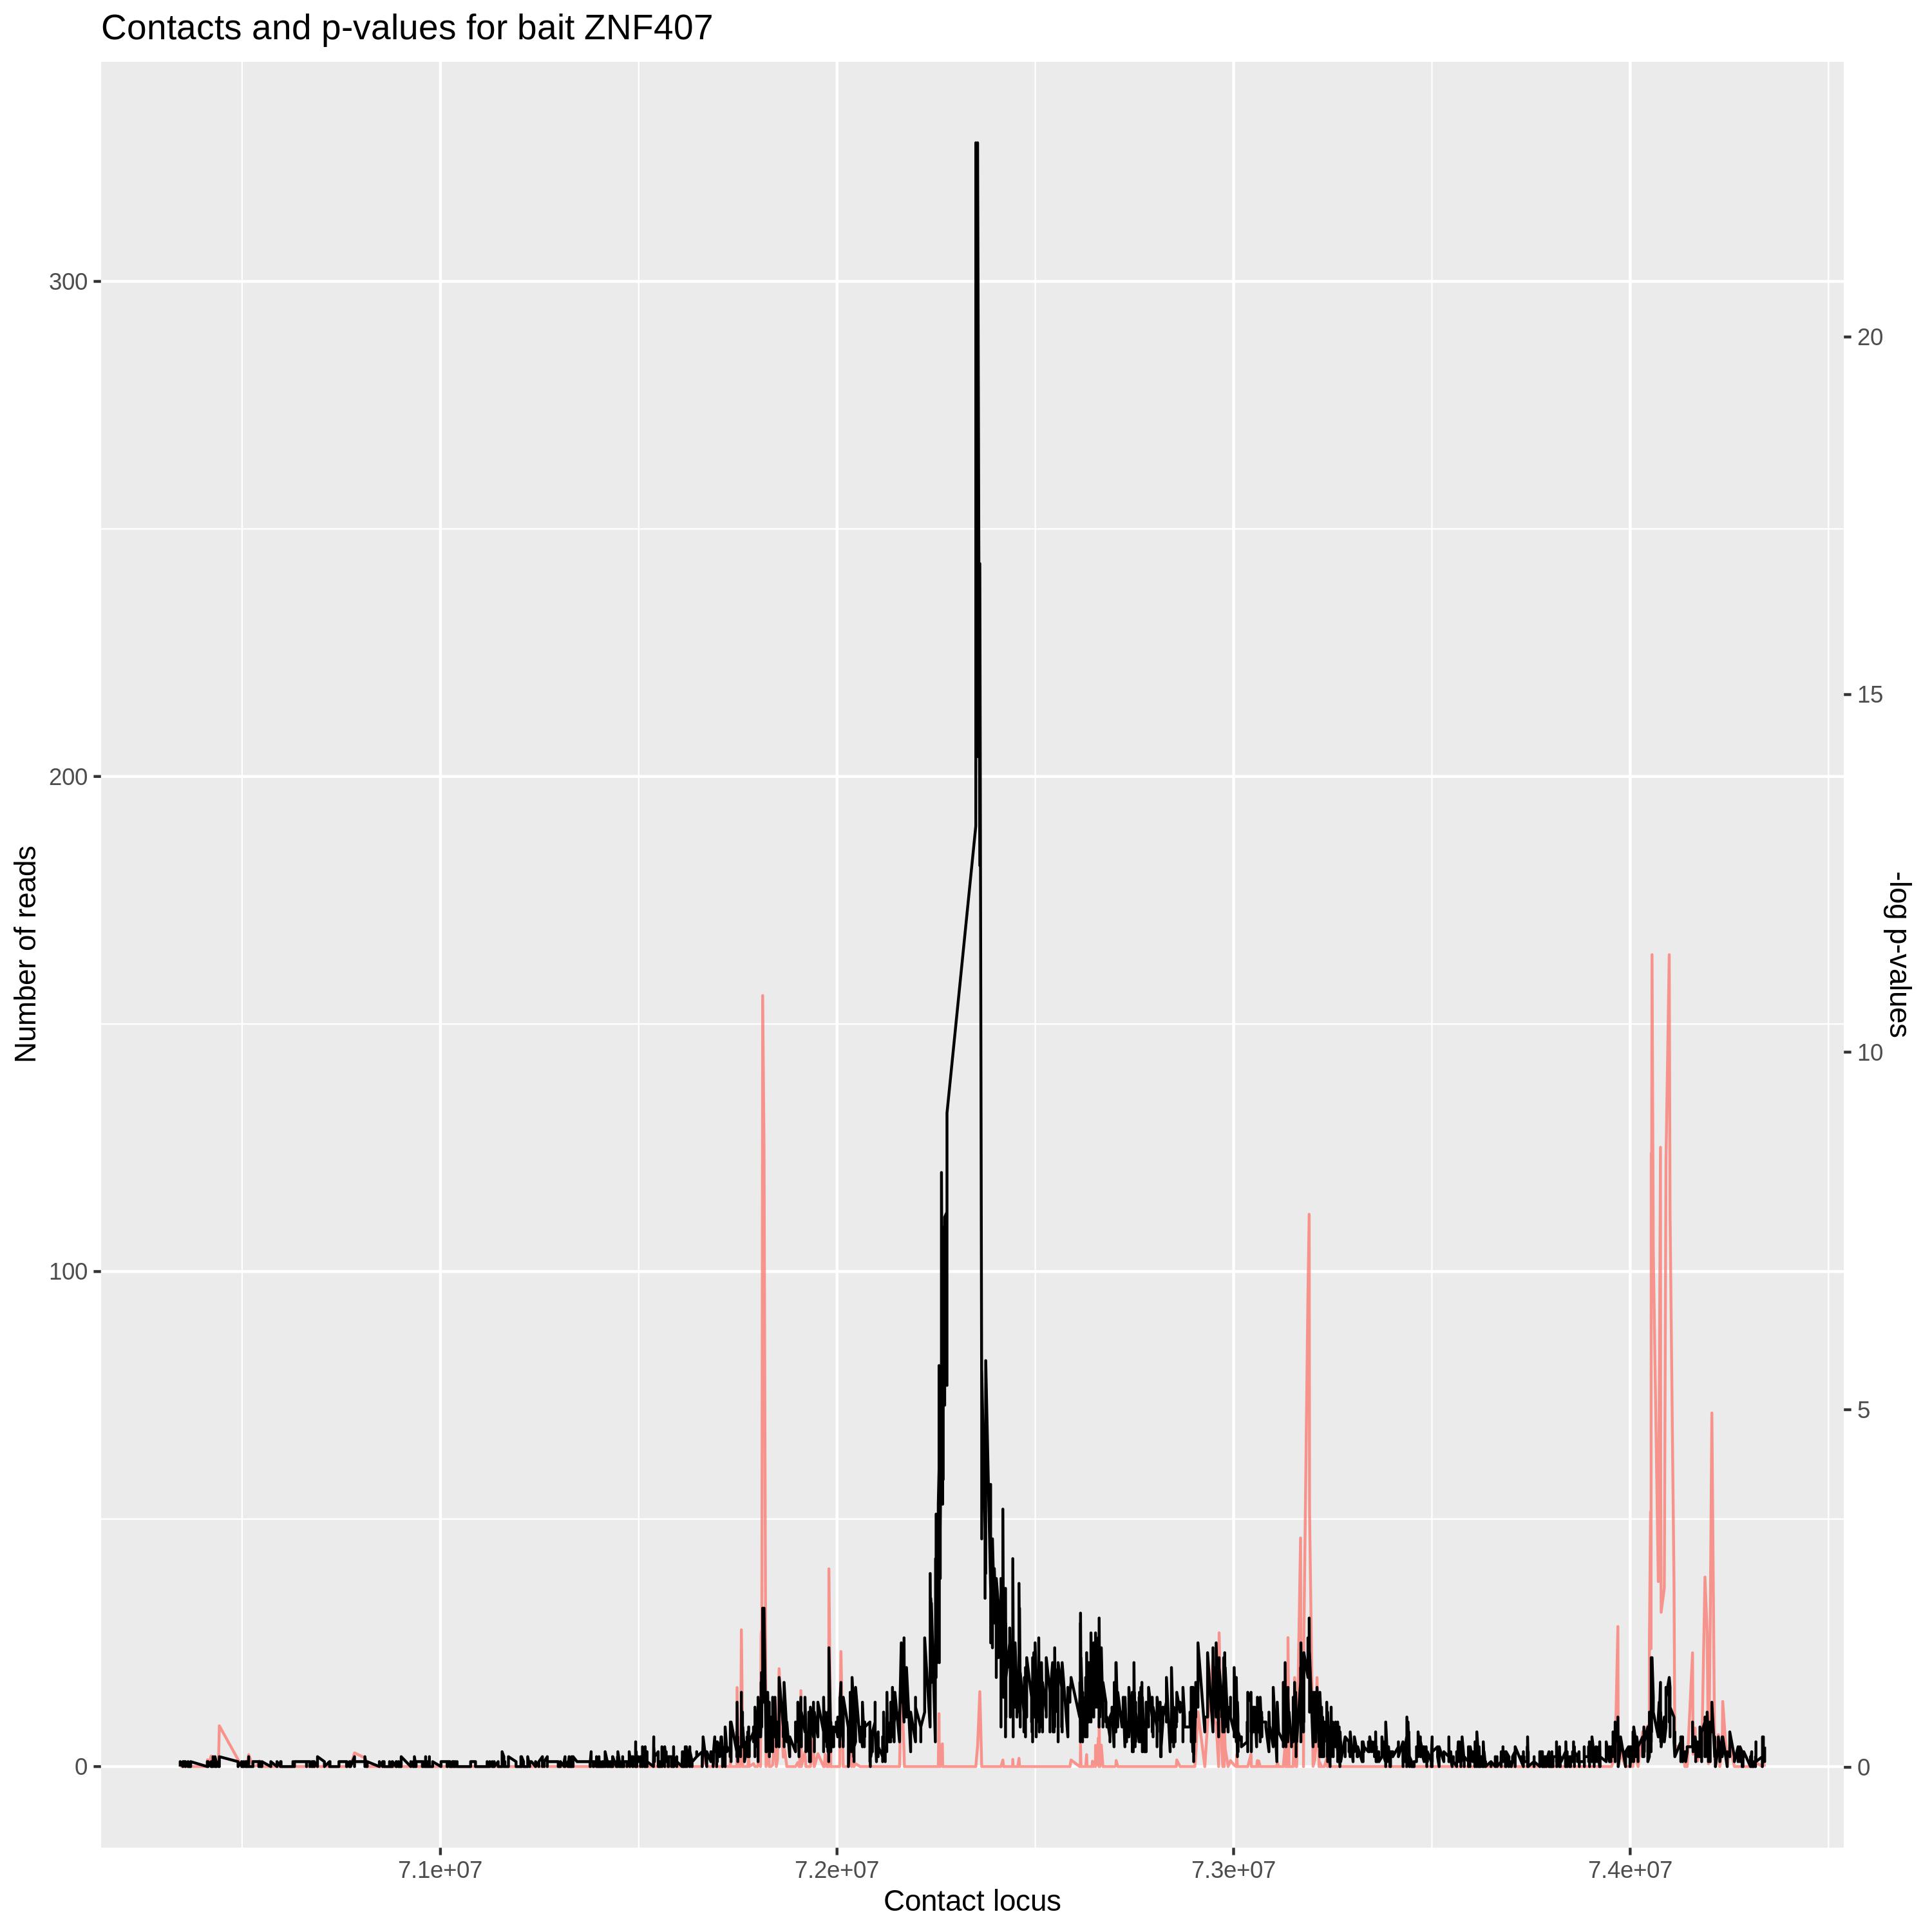 Contacts and p-values for bait ZNF407
300
200
100
0
Number of reads
20
15
10
5
0
-log p-values
7.1e+07
7.2e+07
7.3e+07
7.4e+07
Contact locus